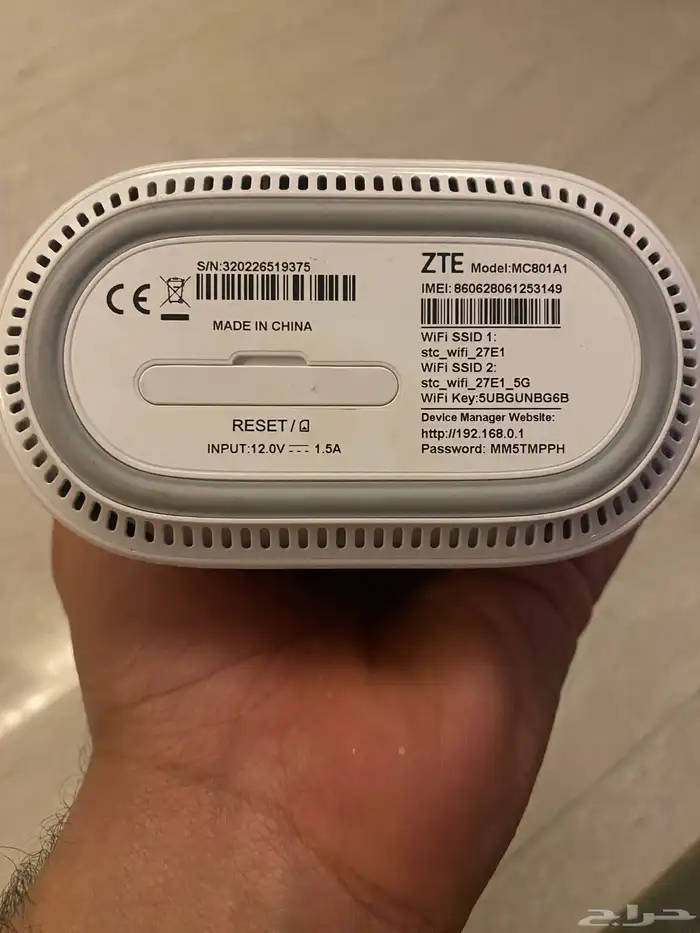 S/N:320226519375
MADE IN CHINA
RESET/
INPUT:12.0V 1.5A
ZTE Model:MC801A1
IMEI: 860628061253149
WiFi SSID 1:
stc_wifi_27E1
WiFi SSID 2:
stc_wifi_27E1_5G
WiFi Key:5UBGUNBG6B
Device Manager Website:
http://192.168.0.1
Password: MM5TMPPH
CE
حراج